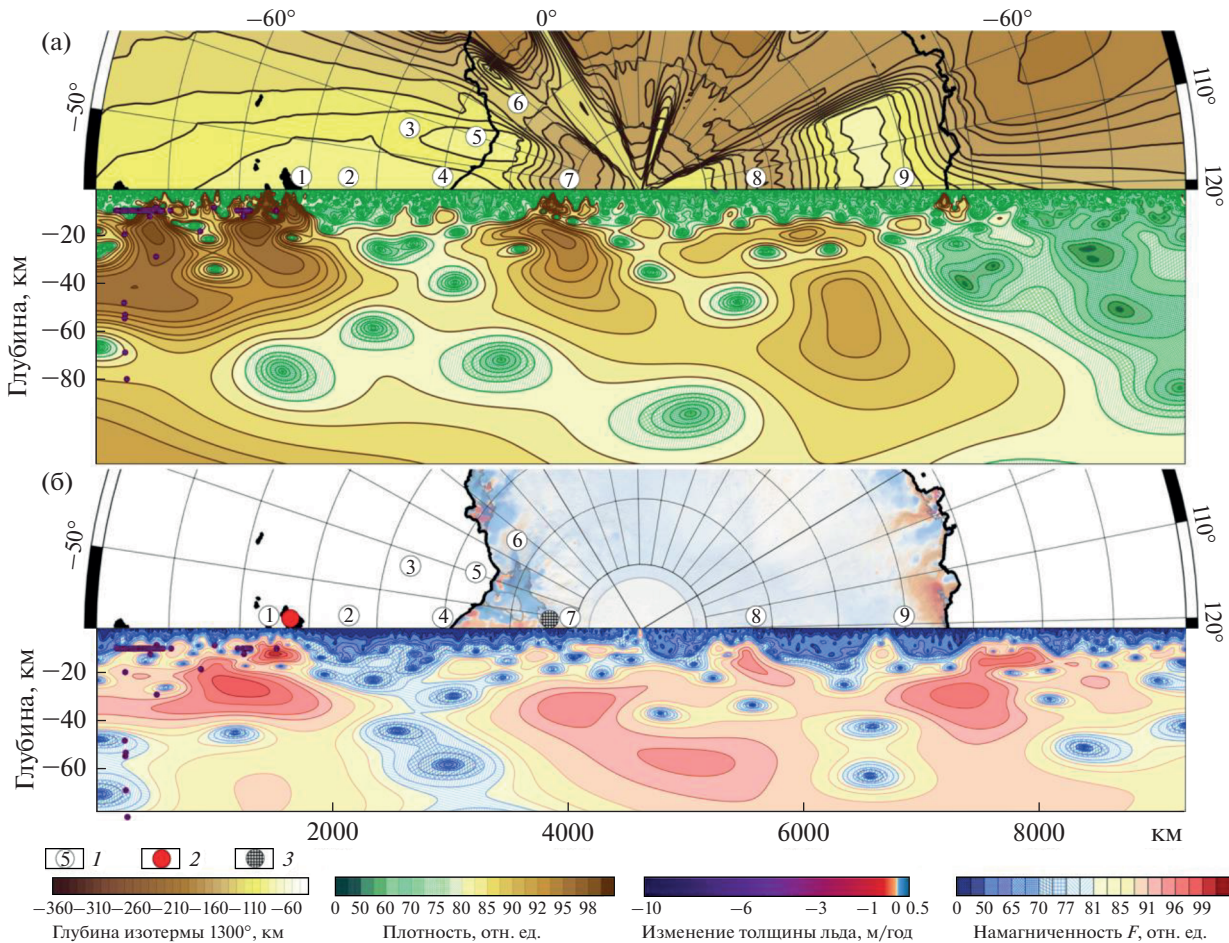 −60° 0° −60°
(а)
−50°
110°
120°
6
3 5
1 2 4 7 8 9
Глубина, км
−20
−40
−60
−80
(б)
−50°
110°
120°
6
3 5
1 2 4 7 8 9
Глубина, км
−20
−40
−60
2000 4000 6000 8000 км
5 1 2 3
−360 −310 −260 −210 −160 −110 −60
Глубина изотермы 1300°, км
0 50 60 70 75 80 85 90 92 95 98
Плотность, отн. ед.
−10 −6 −3 −1 0 0.5
Изменение толщины льда, м/год
0 50 65 70 77 81 85 91 96 99
Намагниченность F, отн. ед.